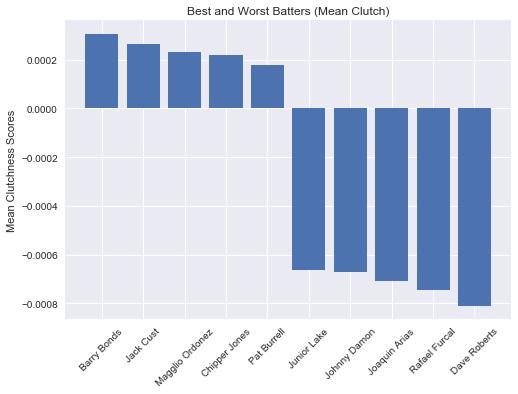 Best and Worst Batters (Mean Clutch)
Mean Clutchness Scores
0.0002
0.0000
−0.0002
−0.0004
−0.0006
−0.0008
Barry Bonds
Jack Cust
Magglio Ordonez
Chipper Jones
Pat Burrell
Junior Lake
Johnny Damon
Joaquin Arias
Rafael Furcal
Dave Roberts